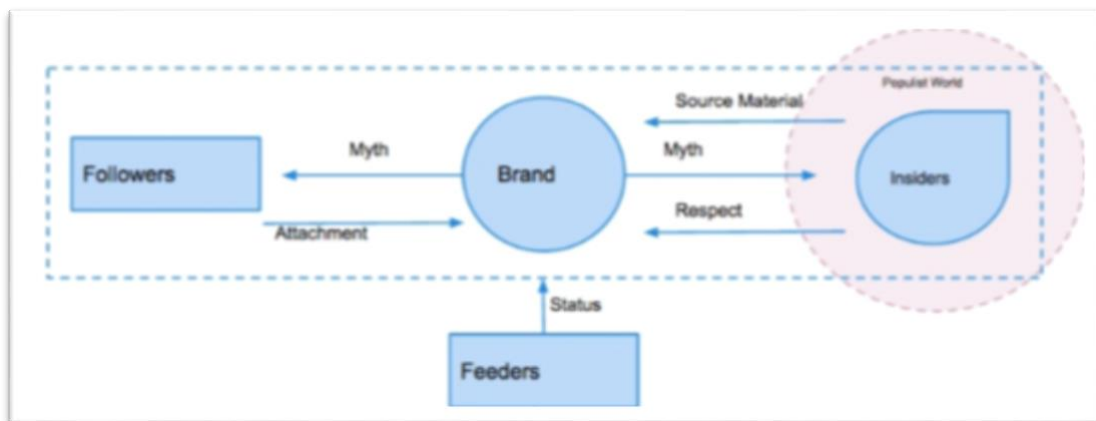 Populist World
Source Material
Followers
Myth
Brand
Myth
Insiders
Attachment
Respect
Status
Feeders